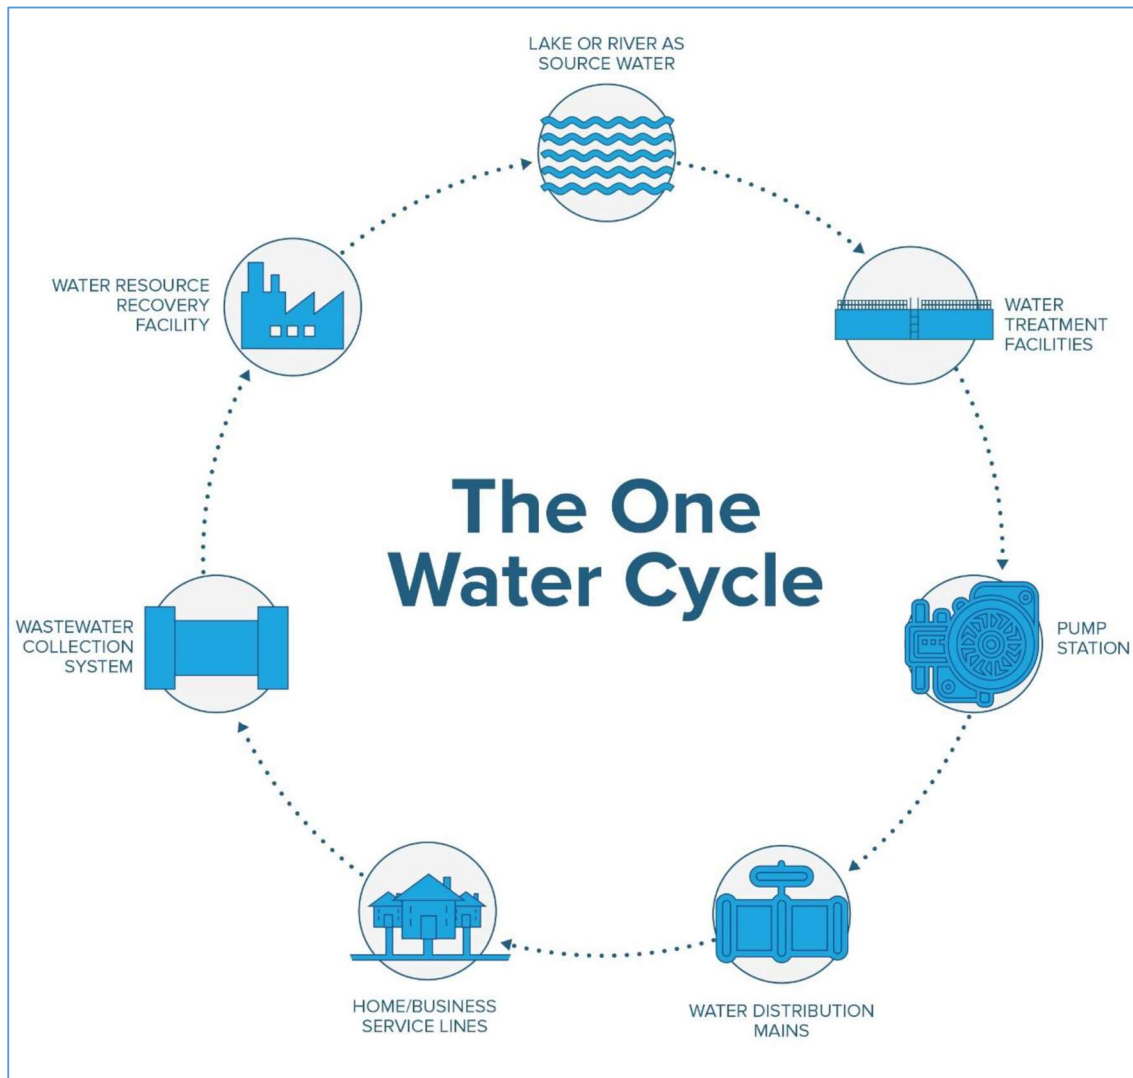 LAKE OR RIVER AS
SOURCE WATER
WATER RESOURCE
RECOVERY
FACILITY
WATER
TREATMENT
FACILITIES
The One
Water Cycle
WASTEWATER
COLLECTION
SYSTEM
PUMP
STATION
HOME/BUSINESS
SERVICE LINES
WATER DISTRIBUTION
MAINS